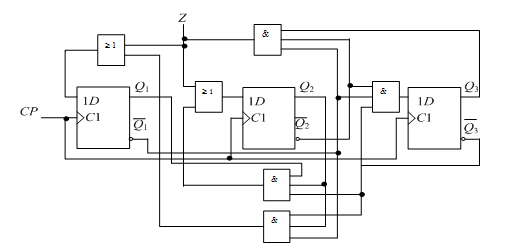 Z
&
≥1
≥1
&
Q₁
Q₂
Q₃
1D
1D
1D
CP
C1
C1
C1
Q̅₁
Q̅₂
Q̅₃
&
&